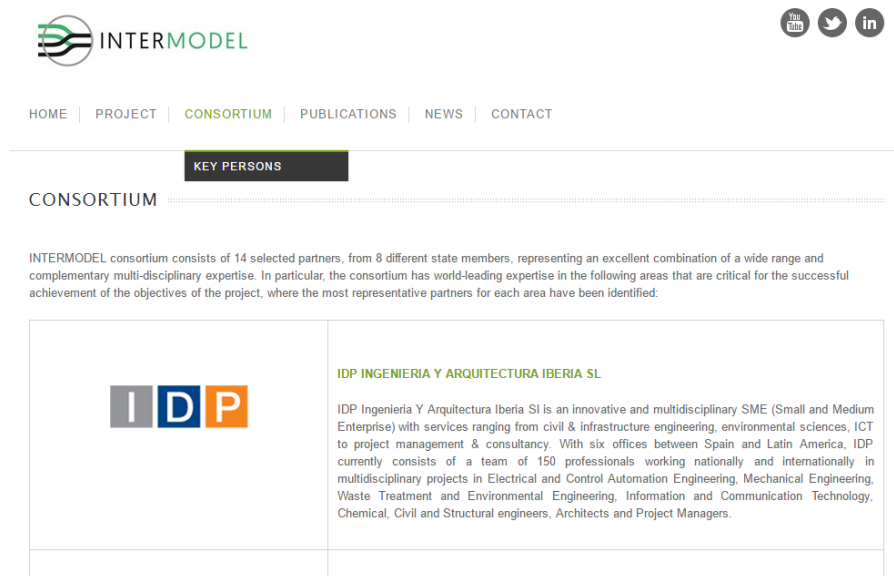 INTERMODEL
You
Tube
in
HOME PROJECT CONSORTIUM PUBLICATIONS NEWS CONTACT
KEY PERSONS
CONSORTIUM
INTERMODEL consortium consists of 14 selected partners, from 8 different state members, representing an excellent combination of a wide range and
complementary multi-disciplinary expertise. In particular, the consortium has world-leading expertise in the following areas that are critical for the successful
achievement of the objectives of the project, where the most representative partners for each area have been identified:
IDP
IDP INGENIERIA Y ARQUITECTURA IBERIA SL
IDP Ingenieria Y Arquitectura Iberia Sl is an innovative and multidisciplinary SME (Small and Medium
Enterprise) with services ranging from civil & infrastructure engineering, environmental sciences, ICT
to project management & consultancy. With six offices between Spain and Latin America, IDP
currently consists of a team of 150 professionals working nationally and internationally in
multidisciplinary projects in Electrical and Control Automation Engineering, Mechanical Engineering,
Waste Treatment and Environmental Engineering, Information and Communication Technology,
Chemical, Civil and Structural engineers, Architects and Project Managers.